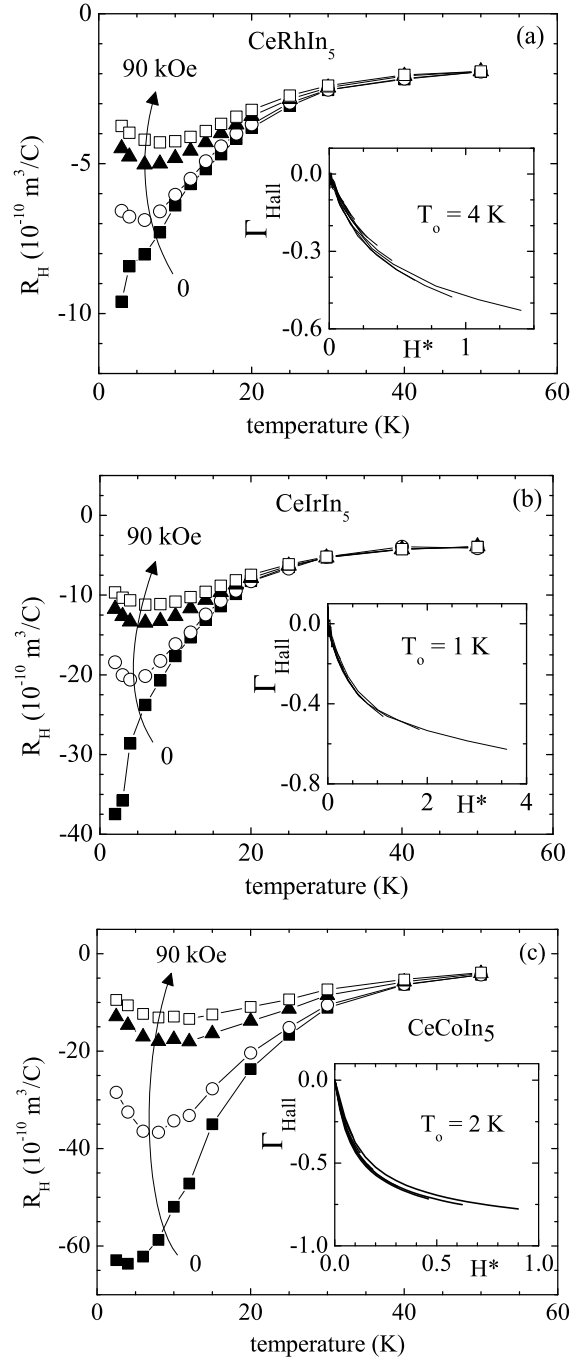 0
(a)
CeRhIn5
90 kOe
-5
0.0
ΓHall
To = 4 K
-0.3
RH (10-10 m3/C)
0
-10
-0.6
0 H* 1
0 20 40 60
temperature (K)
0
(b)
CeIrIn5
90 kOe
-10
0.0
ΓHall
To = 1 K
-20
-0.4
RH (10-10 m3/C)
0
-30
-0.8
0 2 H* 4
-40
0 20 40 60
temperature (K)
0
90 kOe
(c)
CeCoIn5
-20
0.0
ΓHall
To = 2 K
-40
-0.5
RH (10-10 m3/C)
-60
0
-1.0
0.0 0.5 H* 1.0
0 20 40 60
temperature (K)